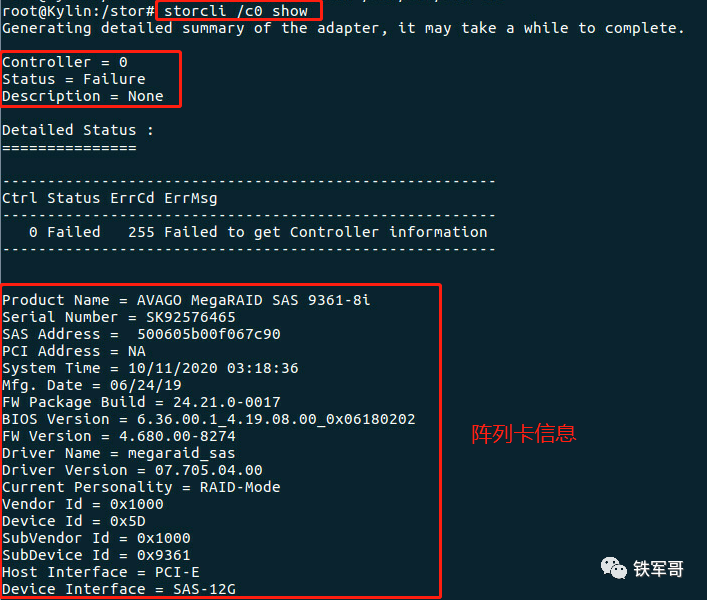 root@Kylin:/stor# storcli /c0 show
Generating detailed summary of the adapter, it may take a while to complete.
Controller = 0
Status = Failure
Description = None
Detailed Status :
===============
-------------------------------------------------------
Ctrl Status ErrCd ErrMsg
-------------------------------------------------------
0 Failed 255 Failed to get Controller information
-------------------------------------------------------
Product Name = AVAGO MegaRAID SAS 9361-8i
Serial Number = SK92576465
SAS Address = 500605b00f067c90
PCI Address = NA
System Time = 10/11/2020 03:18:36
Mfg. Date = 06/24/19
FW Package Build = 24.21.0-0017
BIOS Version = 6.36.00.1_4.19.08.00_0x06180202
FW Version = 4.680.00-8274
Driver Name = megaraid_sas
Driver Version = 07.705.04.00
Current Personality = RAID-Mode
Vendor Id = 0x1000
Device Id = 0x5D
SubVendor Id = 0x1000
SubDevice Id = 0x9361
Host Interface = PCI-E
Device Interface = SAS-12G
阵列卡信息
铁军哥